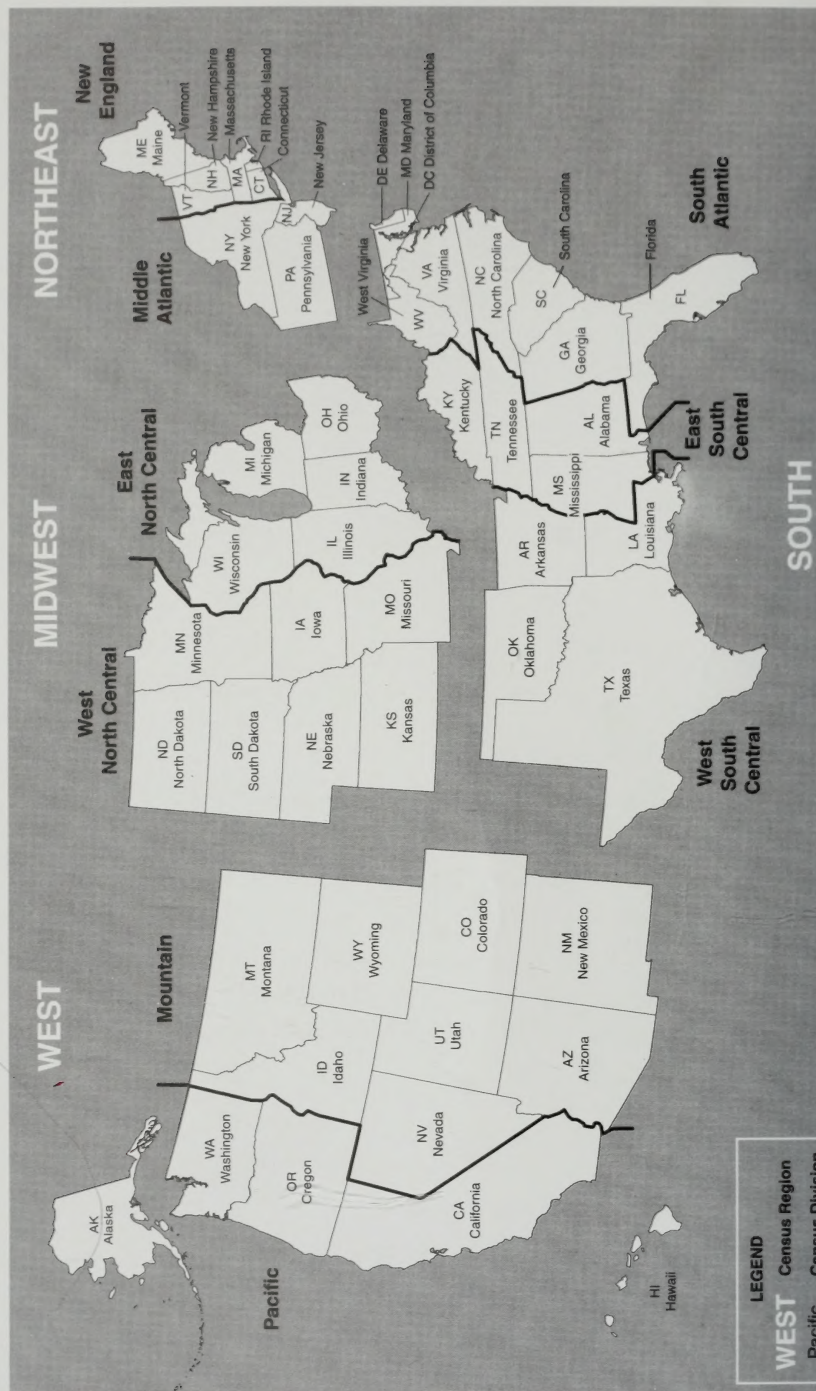 WEST
MIDWEST
NORTHEAST
AK
Alaska
Pacific
Mountain
WA
Washington
OR
Oregon
CA
California
HI
Hawaii
MT
Montana
ID
Idaho
WY
Wyoming
NV
Nevada
UT
Utah
CO
Colorado
AZ
Arizona
NM
New Mexico
West
North Central
East
North Central
ND
North Dakota
SD
South Dakota
NE
Nebraska
KS
Kansas
MN
Minnesota
IA
Iowa
MO
Missouri
WI
Wisconsin
IL
Illinois
MI
Michigan
IN
Indiana
OH
Ohio
Middle
Atlantic
New
England
ME
Maine
Vermont
New Hampshire
Massachusetts
RI Rhode Island
Connecticut
New Jersey
VT
NH
MA
CT
NY
New York
NJ
PA
Pennsylvania
West Virginia
DE Delaware
MD Maryland
DC District of Columbia
WV
VA
Virginia
NC
North Carolina
South Carolina
SC
GA
Georgia
Florida
FL
South
Atlantic
KY
Kentucky
TN
Tennessee
MS
Mississippi
AL
Alabama
East
South
Central
OK
Oklahoma
AR
Arkansas
TX
Texas
LA
Louisiana
West
South
Central
SOUTH
LEGEND
WEST Census Region
Pacific Census Division